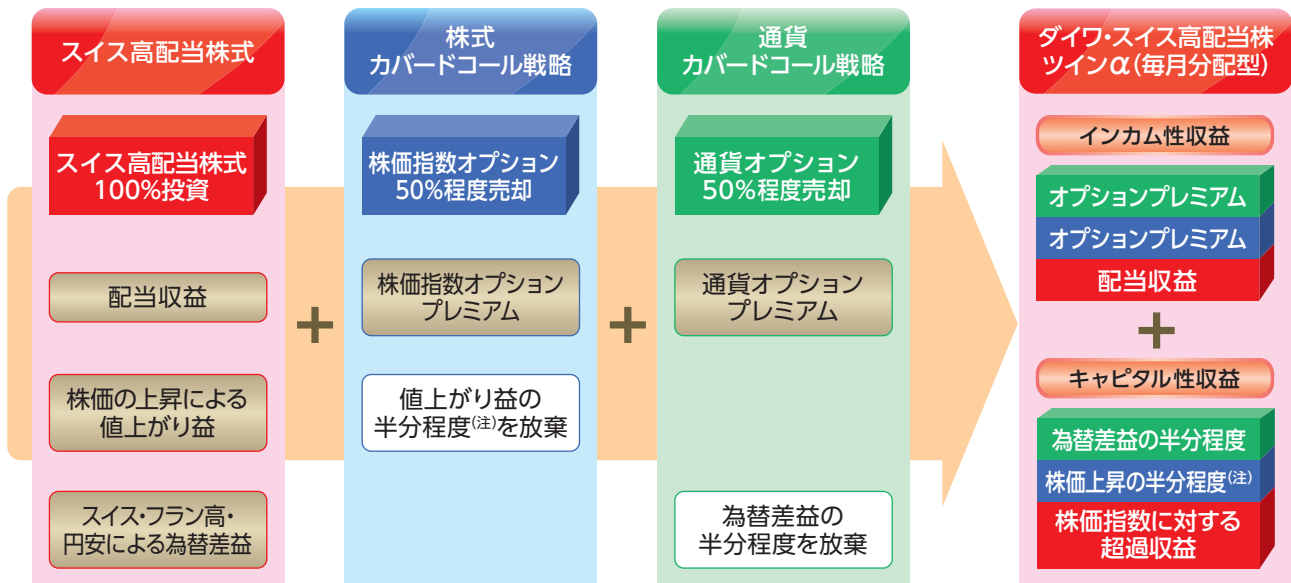 スイス高配当株式
スイス高配当株式
100%投資
配当収益
株価の上昇による
値上がり益
スイス・フラン高・
円安による為替差益
+
株式
カバードコール戦略
株価指数オプション
50%程度売却
株価指数オプション
プレミアム
値上がり益の
半分程度(注)を放棄
+
通貨
カバードコール戦略
通貨オプション
50%程度売却
通貨オプション
プレミアム
為替差益の
半分程度を放棄
ダイワ・スイス高配当株
ツインα(毎月分配型)
インカム性収益
オプションプレミアム
オプションプレミアム
配当収益
+
キャピタル性収益
為替差益の半分程度
株価上昇の半分程度(注)
株価指数に対する
超過収益